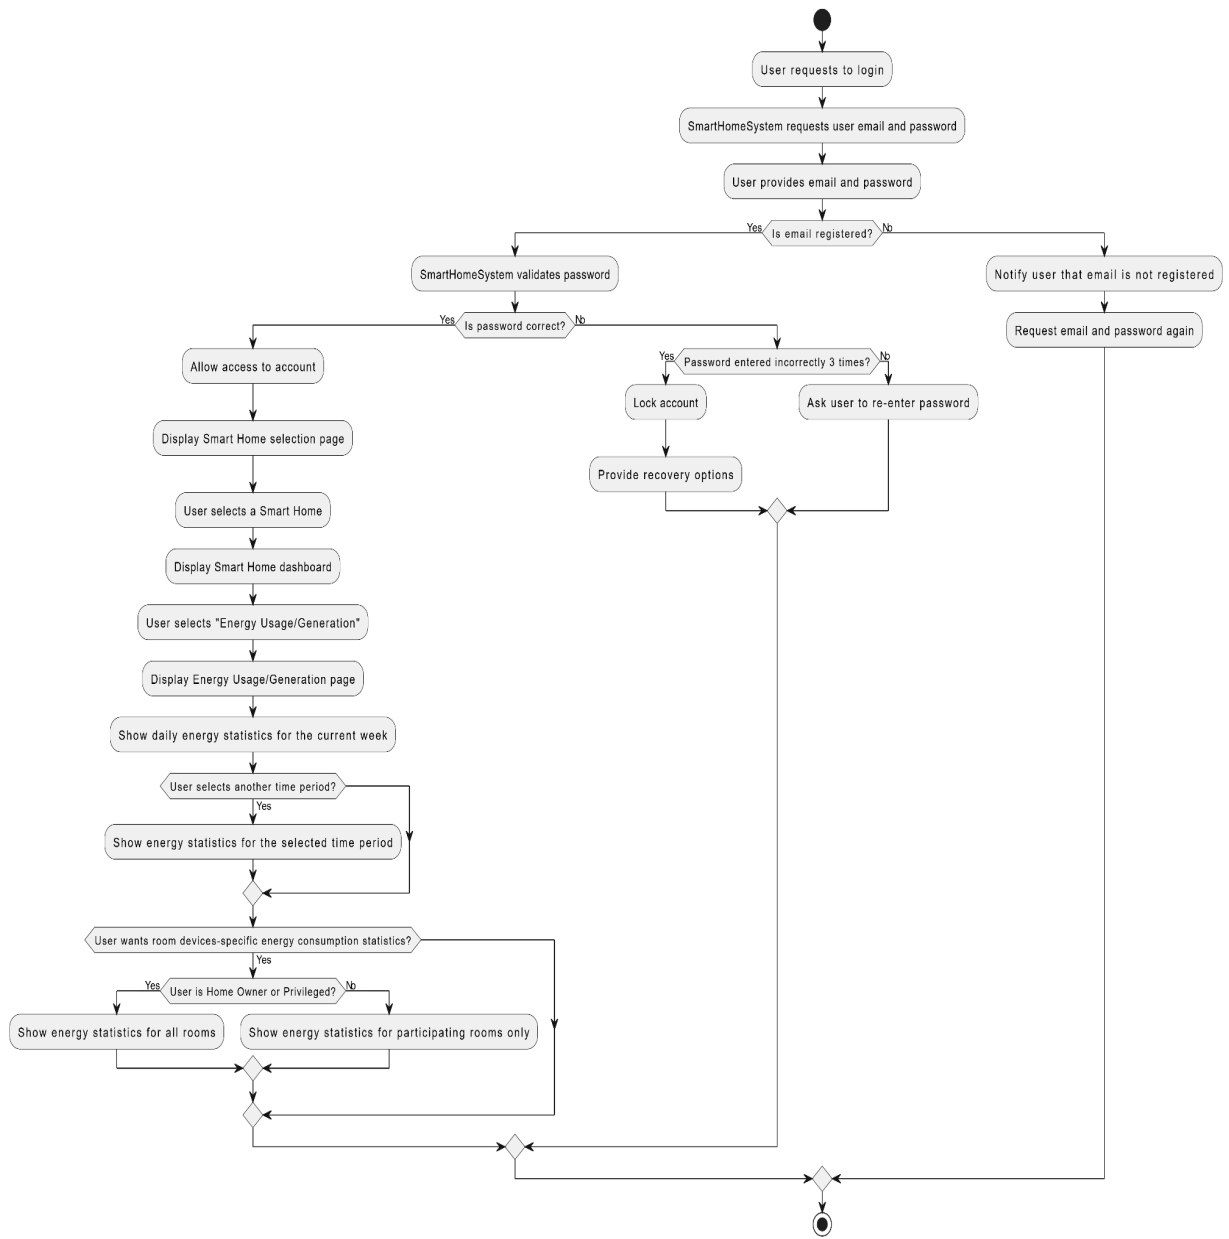 User requests to login
SmartHomeSystem requests user email and password
User provides email and password
Yes
Is email registered?
No
SmartHomeSystem validates password
Notify user that email is not registered
Yes
Is password correct?
No
Request email and password again
Allow access to account
Yes
Password entered incorrectly 3 times?
No
Lock account
Ask user to re-enter password
Display Smart Home selection page
Provide recovery options
User selects a Smart Home
Display Smart Home dashboard
User selects "Energy Usage/Generation"
Display Energy Usage/Generation page
Show daily energy statistics for the current week
User selects another time period?
Yes
Show energy statistics for the selected time period
User wants room devices-specific energy consumption statistics?
Yes
Yes
User is Home Owner or Privileged?
No
Show energy statistics for all rooms
Show energy statistics for participating rooms only